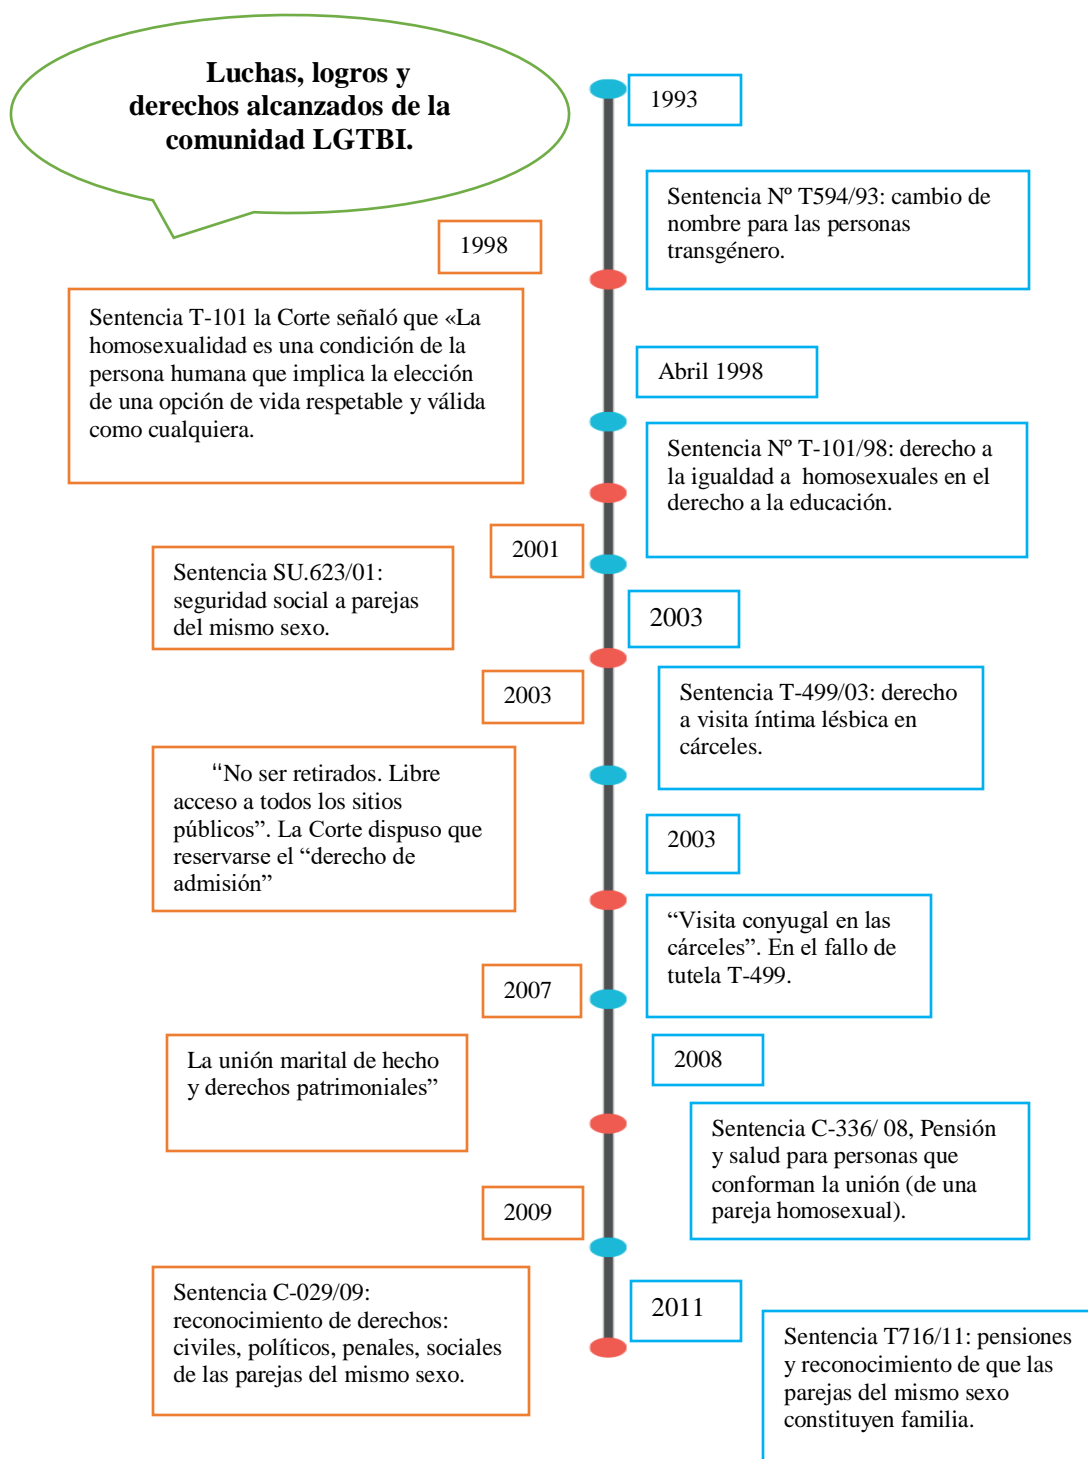 Luchas, logros y
derechos alcanzados de la
comunidad LGTBI.
1993
Sentencia Nº T594/93: cambio de
nombre para las personas
transgénero.
1998
Sentencia T-101 la Corte señaló que «La
homosexualidad es una condición de la
persona humana que implica la elección
de una opción de vida respetable y válida
como cualquiera.
Abril 1998
Sentencia Nº T-101/98: derecho a
la igualdad a homosexuales en el
derecho a la educación.
2001
Sentencia SU.623/01:
seguridad social a parejas
del mismo sexo.
2003
Sentencia T-499/03: derecho
a visita íntima lésbica en
cárceles.
2003
“No ser retirados. Libre
acceso a todos los sitios
públicos”. La Corte dispuso que
reservarse el “derecho de
admisión”
2003
“Visita conyugal en las
cárceles”. En el fallo de
tutela T-499.
2007
La unión marital de hecho
y derechos patrimoniales”
2008
Sentencia C-336/ 08, Pensión
y salud para personas que
conforman la unión (de una
pareja homosexual).
2009
Sentencia C-029/09:
reconocimiento de derechos:
civiles, políticos, penales, sociales
de las parejas del mismo sexo.
2011
Sentencia T716/11: pensiones
y reconocimiento de que las
parejas del mismo sexo
constituyen familia.